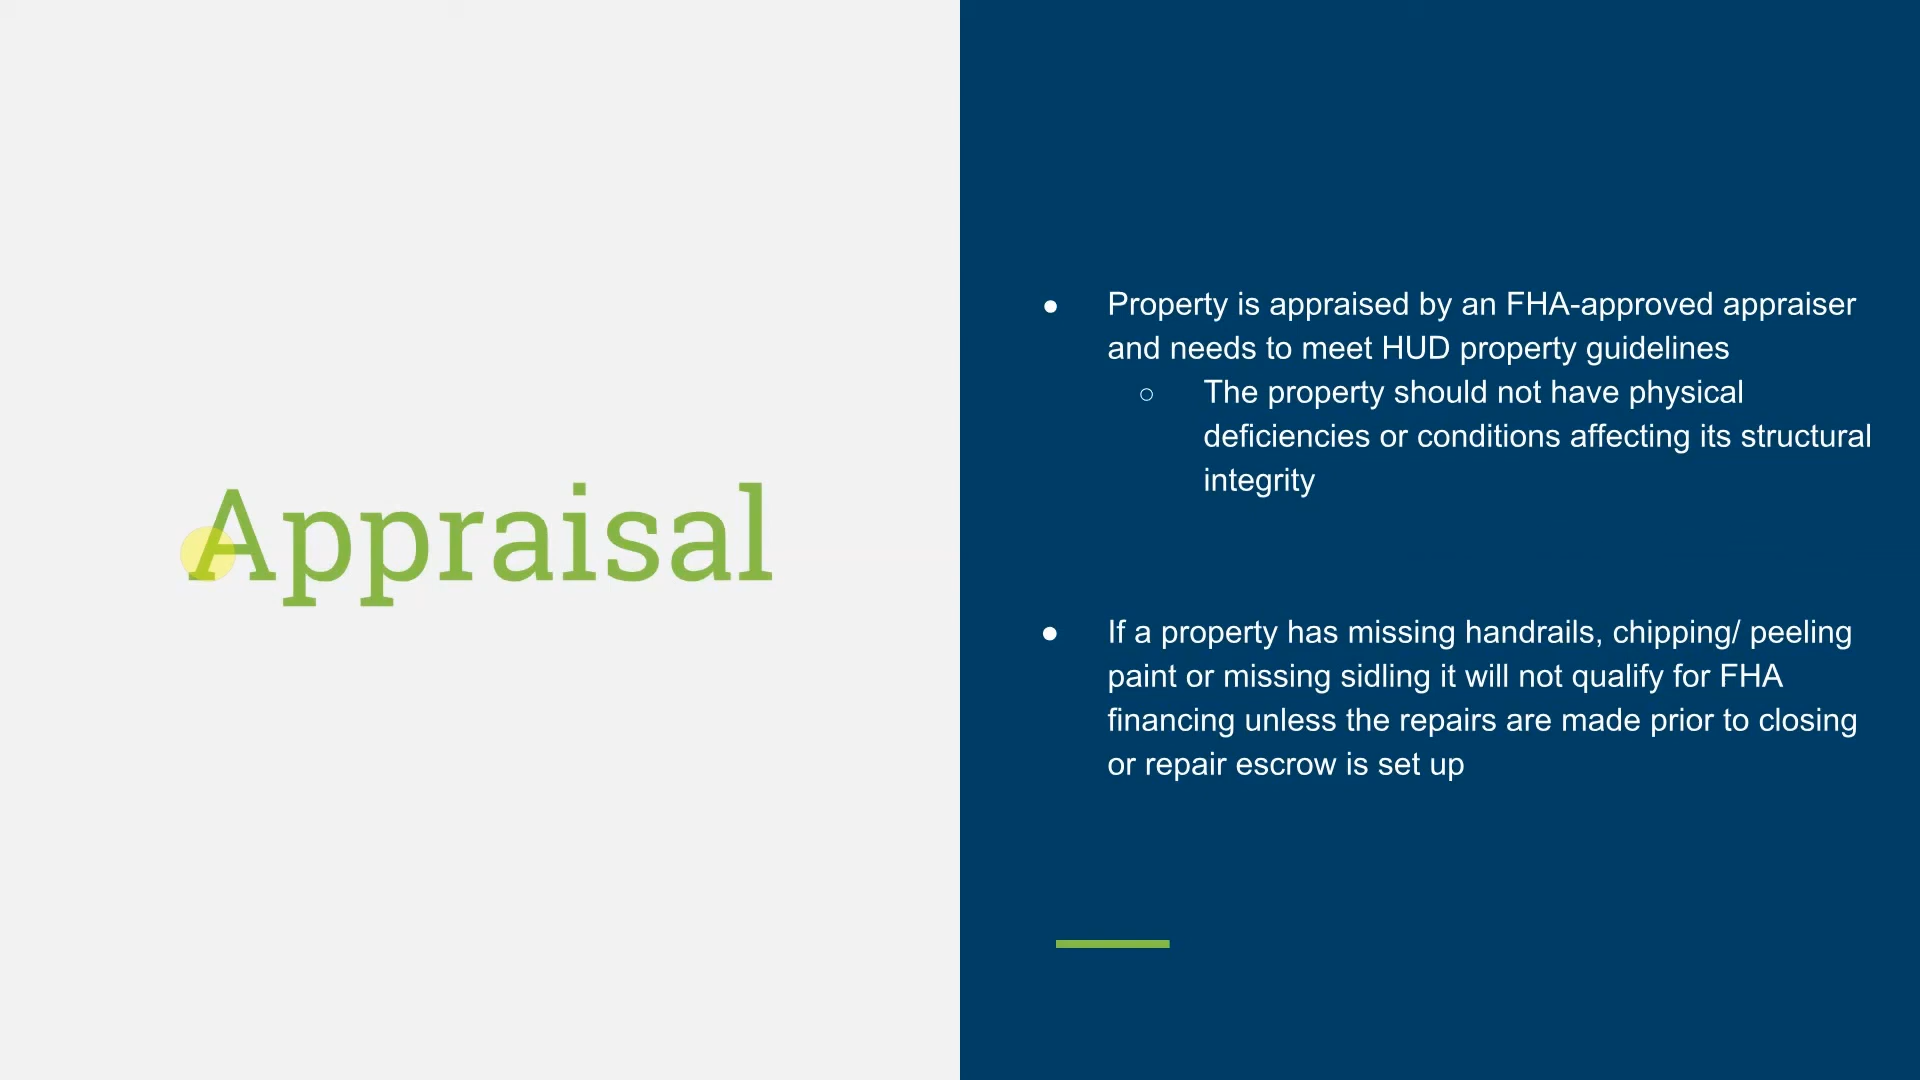 Appraisal
● Property is appraised by an FHA-approved appraiser
and needs to meet HUD property guidelines
○ The property should not have physical
deficiencies or conditions affecting its structural
integrity
● If a property has missing handrails, chipping/ peeling
paint or missing sidling it will not qualify for FHA
financing unless the repairs are made prior to closing
or repair escrow is set up